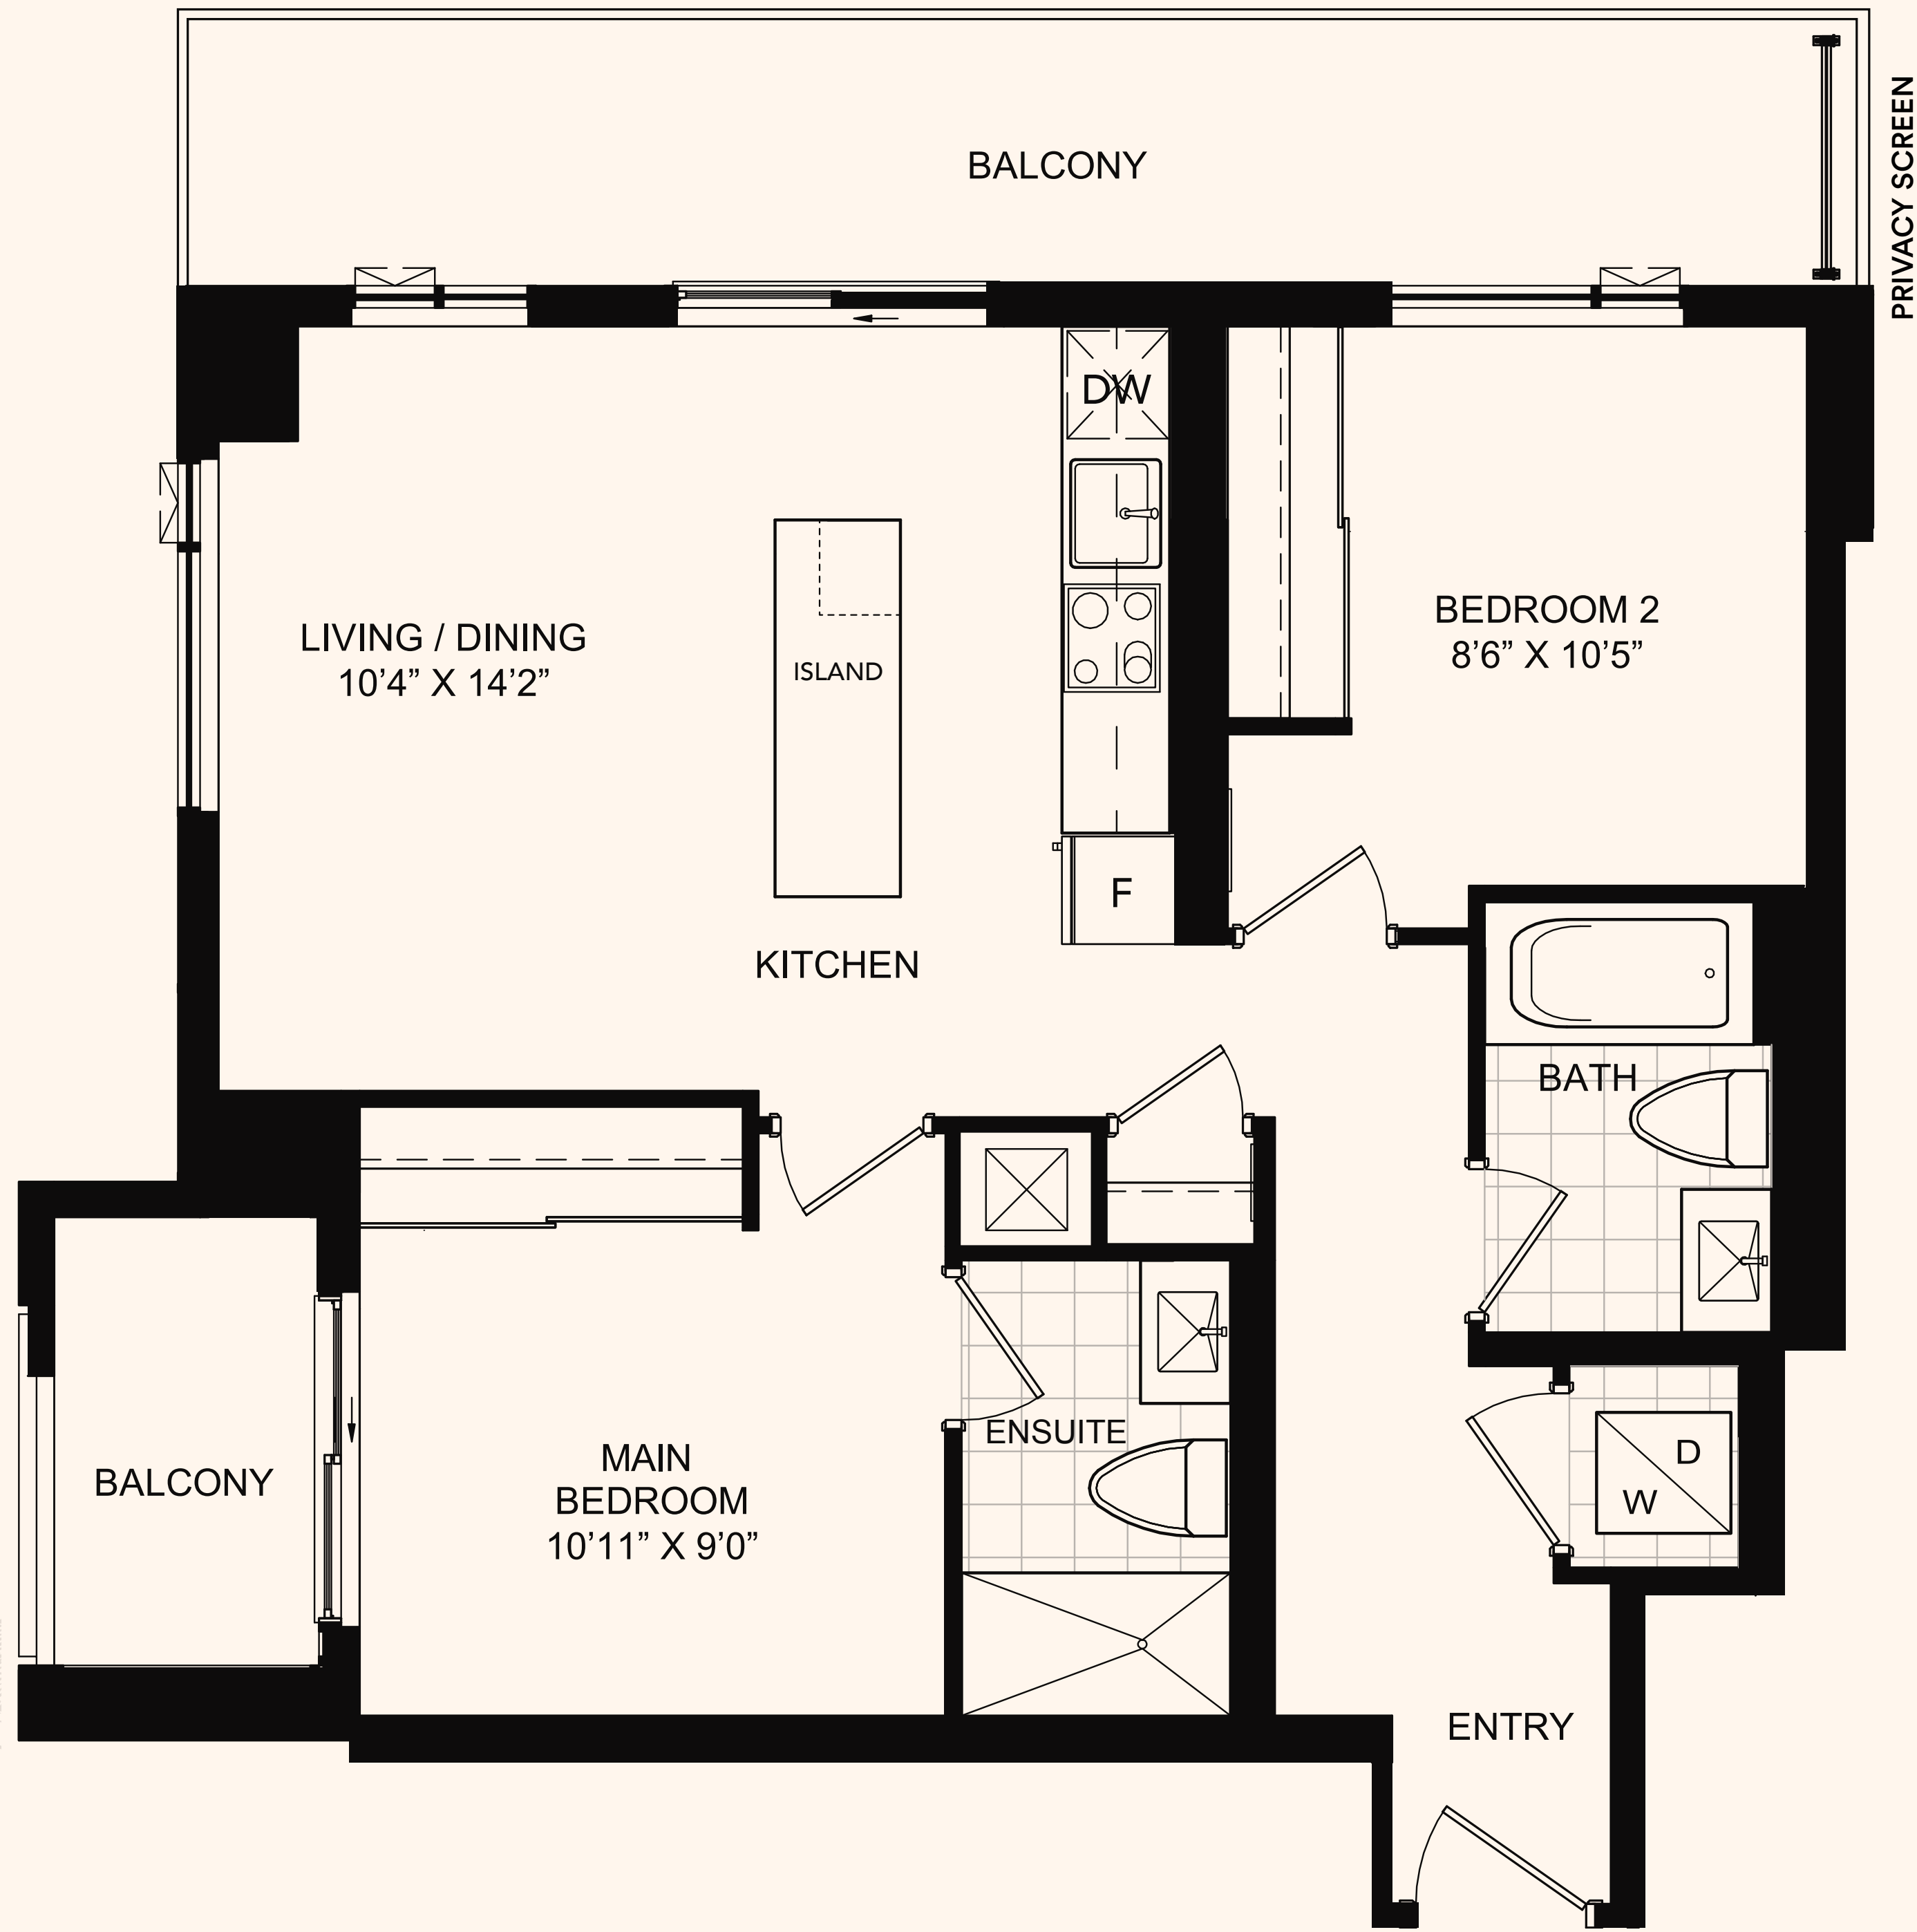 BALCONY
PRIVACY SCREEN
DW
LIVING / DINING
10’4” X 14’2”
ISLAND
BEDROOM 2
8’6” X 10’5”
F
KITCHEN
BATH
BALCONY
MAIN
BEDROOM
10’11” X 9’0”
ENSUITE
D
W
ENTRY